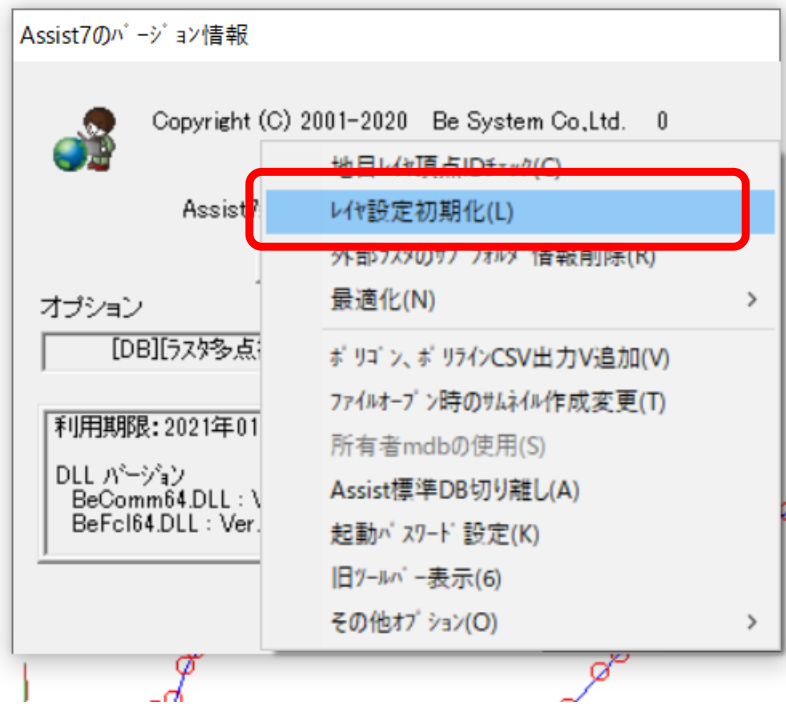 Assist7のﾊﾞｰｼﾞｮﾝ情報
Copyright (C) 2001-2020 Be System Co,Ltd. 0
Assist7
オプション
[DB][ﾗｽﾀ多点
利用期限: 2021年01
DLL ﾊﾞｰｼﾞｮﾝ
BeComm64.DLL : V
BeFcl64.DLL : Ver.
地目ﾚｲﾔ頂点IDﾁｪｯｸ(C)
ﾚｲﾔ設定初期化(L)
外部ﾗｽﾀのｻﾌﾞﾌｫﾙﾀﾞ情報削除(R)
最適化(N)
ﾎﾟﾘｺﾞﾝ、ﾎﾟﾘﾗｲﾝCSV出力V追加(V)
ﾌｧｲﾙｵｰﾌﾟﾝ時のｻﾑﾈｲﾙ作成変更(T)
所有者mdbの使用(S)
Assist標準DB切り離し(A)
起動ﾊﾟｽﾜｰﾄﾞ設定(K)
旧ﾂｰﾙﾊﾞｰ表示(6)
その他ｵﾌﾟｼｮﾝ(O)